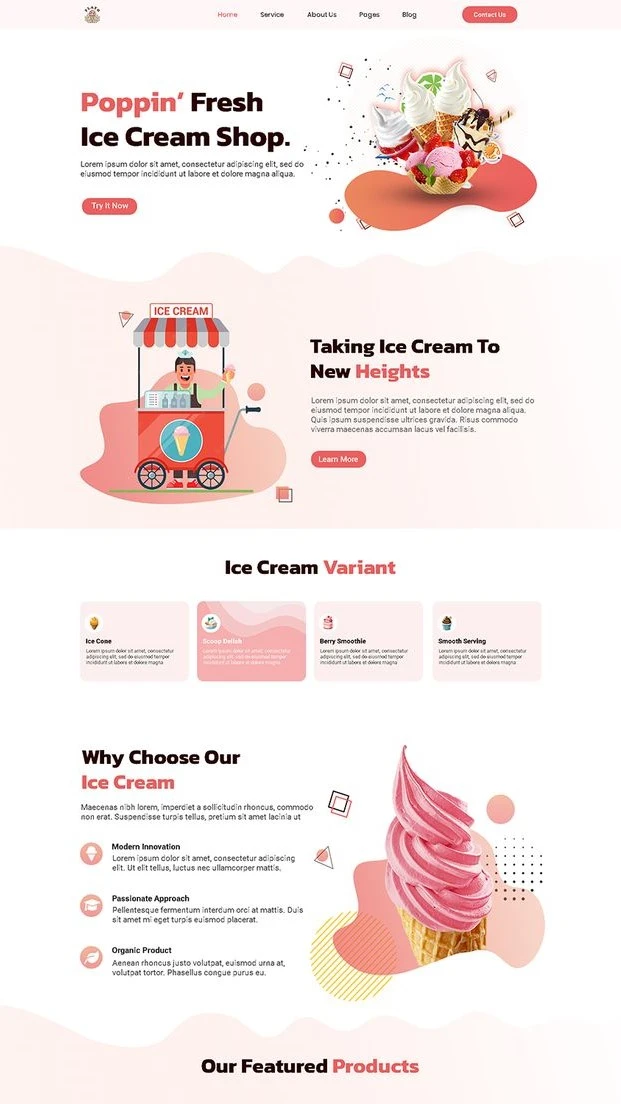 Home Service About Us Pages Blog Contact Us
Poppin' Fresh
Ice Cream Shop.
Lorem ipsum dolor sit amet, consectetur adipiscing elit, sed do
eiusmod tempor incididunt ut labore et dolore magna aliqua.
Try It Now
ICE CREAM
Taking Ice Cream To
New Heights
Lorem ipsum dolor sit amet, consectetur adipiscing elit, sed do
eiusmod tempor incididunt ut labore et dolore magna aliqua.
Quis ipsum suspendisse ultrices gravida. Risus commodo
viverra maecenas accumsan lacus vel facilisis.
Learn More
Ice Cream Variant
Ice Cone
Lorem ipsum dolor sit amet, consectetur
adipiscing elit, sed do eiusmod tempor
incididunt ut labore et dolore magna
Scoop Delish
Lorem ipsum dolor sit amet, consectetur
adipiscing elit, sed do eiusmod tempor
incididunt ut labore et dolore magna
Berry Smoothie
Lorem ipsum dolor sit amet, consectetur
adipiscing elit, sed do eiusmod tempor
incididunt ut labore et dolore magna
Smooth Serving
Lorem ipsum dolor sit amet, consectetur
adipiscing elit, sed do eiusmod tempor
incididunt ut labore et dolore magna
Why Choose Our
Ice Cream
Maecenas nibh lorem, imperdiet a sollicitudin rhoncus, commodo
non erat. Suspendisse turpis tellus, pretium sit amet lacinia ut
Modern Innovation
Lorem ipsum dolor sit amet, consectetur adipiscing
elit. Ut elit tellus, luctus nec ullamcorper mattis.
Passionate Approach
Pellentesque fermentum interdum orci at mattis. Duis
sit amet mi eget turpis euismod placerat.
Organic Product
Aenean rhoncus justo volutpat, euismod urna at,
volutpat tortor. Phasellus congue purus eu.
Our Featured Products